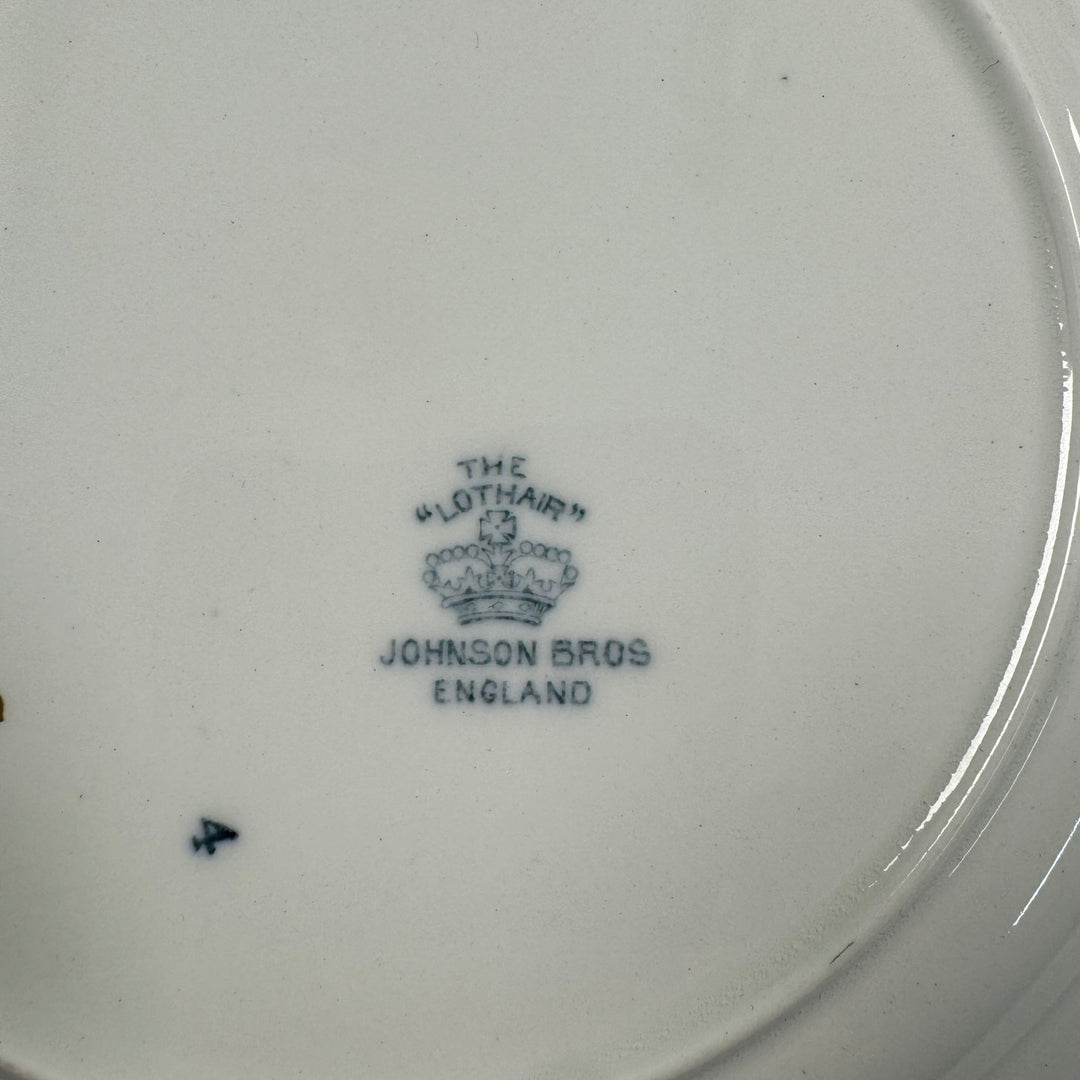 THE
"LOTHAIR"
JOHNSON BROS
ENGLAND
4